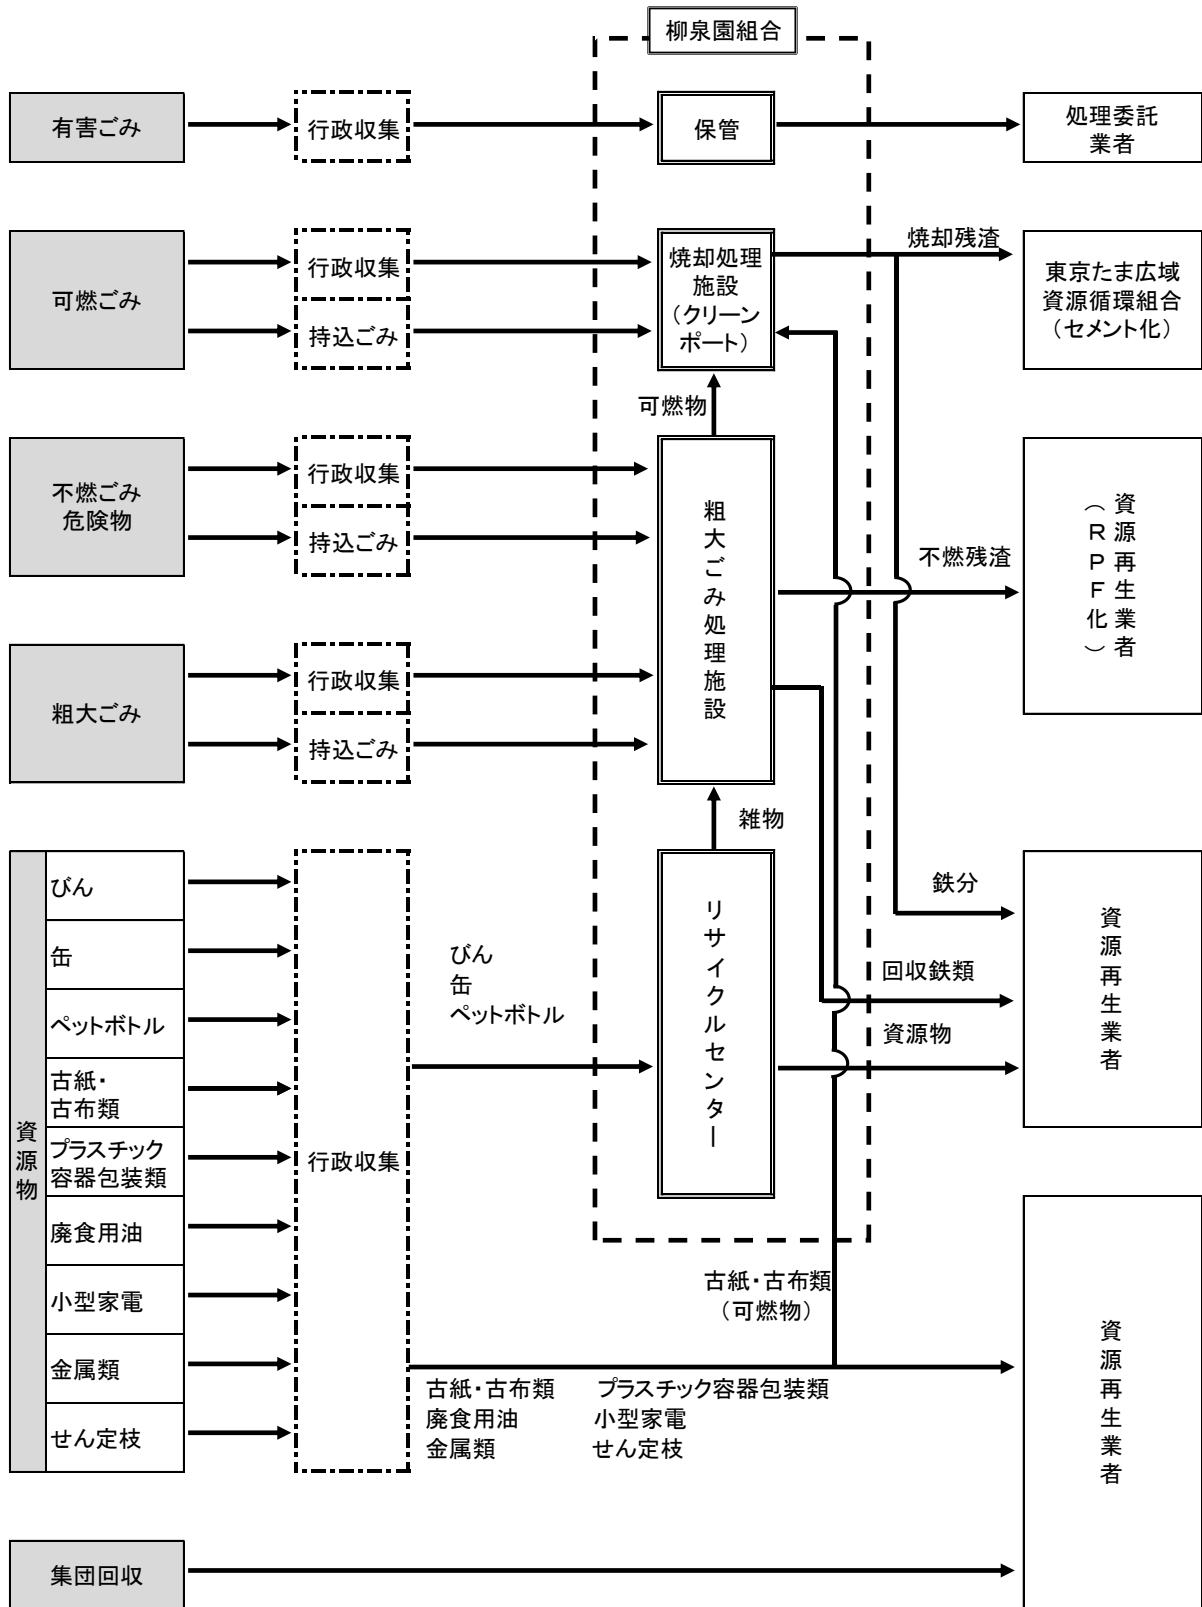 柳泉園組合
有害ごみ
行政収集
保管
処理委託
業者
可燃ごみ
行政収集
持込ごみ
焼却処理
施設
（クリーン
ポート）
焼却残渣
東京たま広域
資源循環組合
（セメント化）
可燃物
不燃ごみ
危険物
行政収集
持込ごみ
粗大ごみ処理施設
不燃残渣
資源再生業者
（ＲＰＦ化）
粗大ごみ
行政収集
持込ごみ
雑物
資源物
びん
缶
ペットボトル
古紙・
古布類
プラスチック
容器包装類
廃食用油
小型家電
金属類
せん定枝
行政収集
びん
缶
ペットボトル
リサイクルセンター
鉄分
回収鉄類
資源物
資源再生業者
古紙・古布類
（可燃物）
古紙・古布類　プラスチック容器包装類
廃食用油　小型家電
金属類　せん定枝
資源再生業者
集団回収